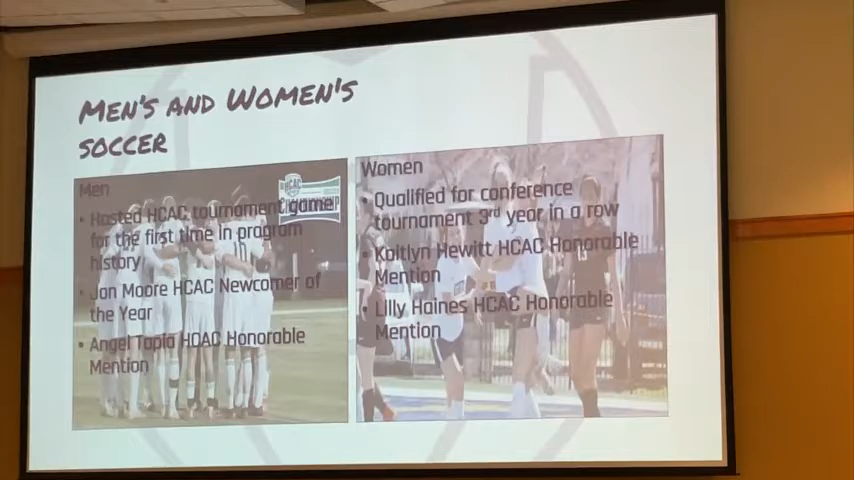 Men's and Women's
soccer
Men
• Hosted HCAC tournament game
for the first time in program
history
• Jon Moore HCAC Newcomer of
the Year
• Angel Tapia HCAC Honorable
Mention
HCAC
Women
• Qualified for conference
tournament 3rd year in a row
• Kaitlyn Hewitt HCAC Honorable
Mention
• Lilly Haines HCAC Honorable
Mention